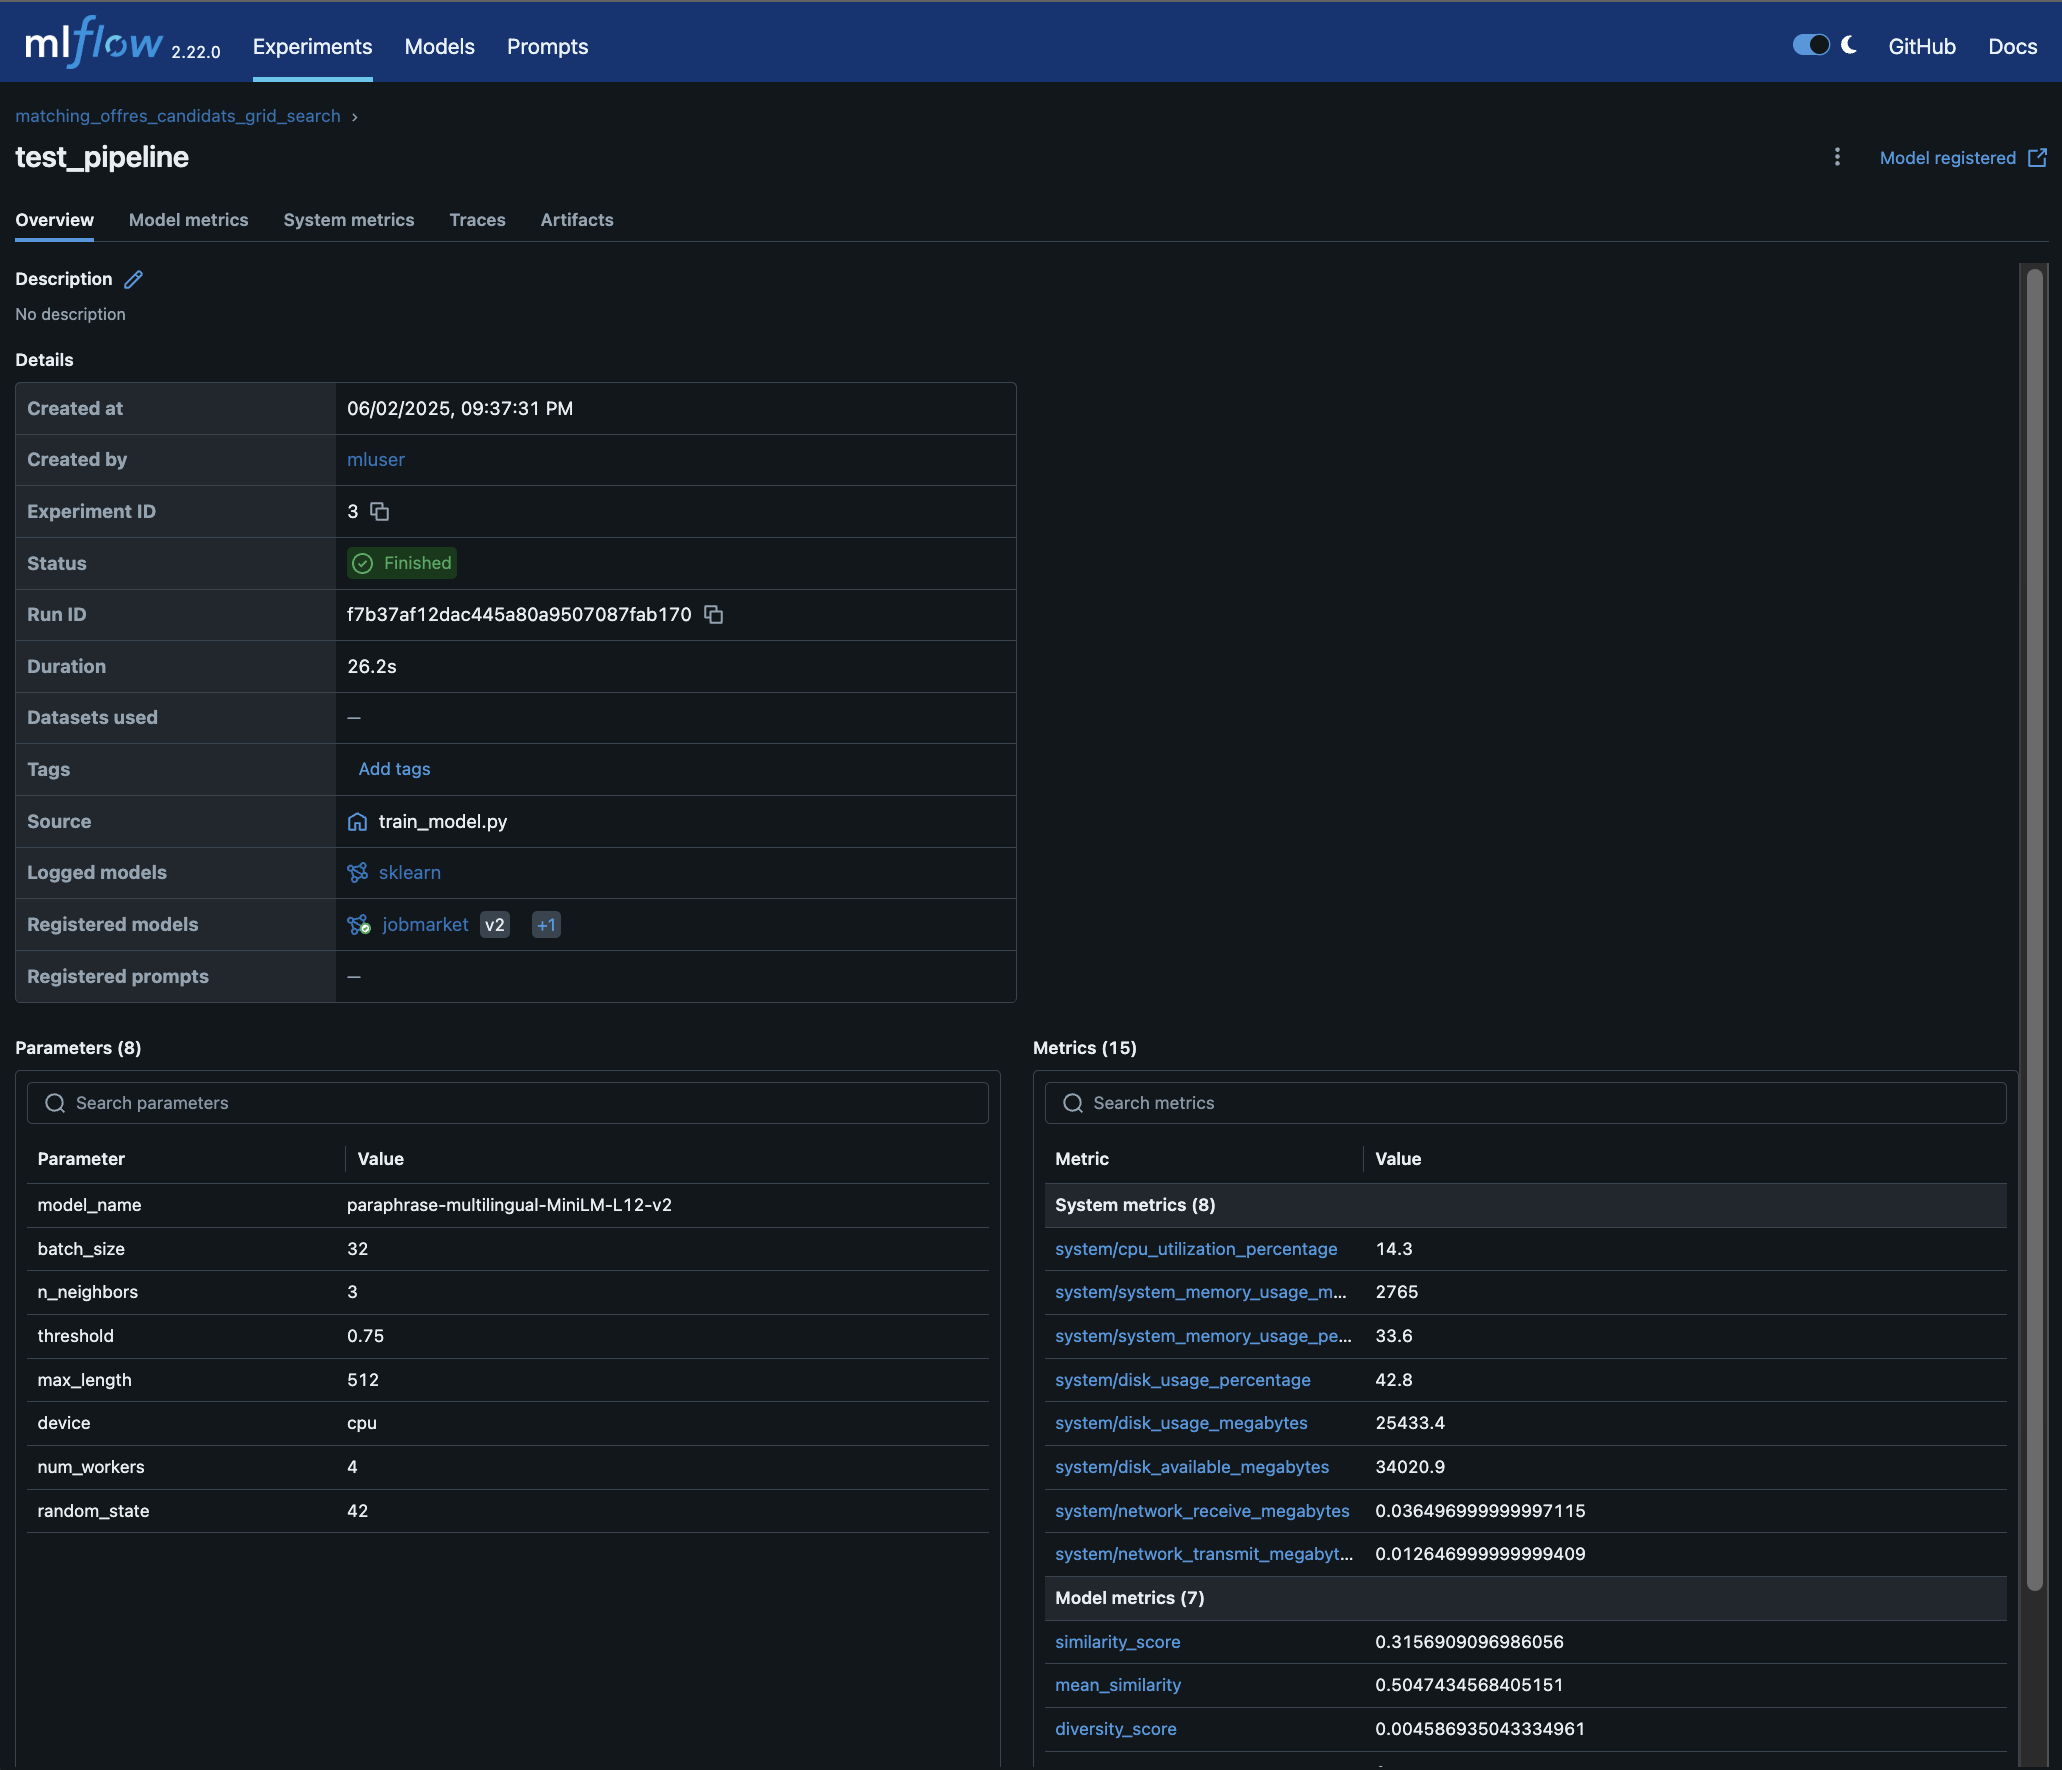 mlflow 2.22.0 Experiments Models Prompts GitHub Docs
matching_offres_candidats_grid_search ›
test_pipeline
Model registered
Overview Model metrics System metrics Traces Artifacts
Description
No description
Details
Created at 06/02/2025, 09:37:31 PM
Created by mluser
Experiment ID 3
Status Finished
Run ID f7b37af12dac445a80a9507087fab170
Duration 26.2s
Datasets used —
Tags Add tags
Source train_model.py
Logged models sklearn
Registered models jobmarket v2 +1
Registered prompts —
Parameters (8)
Search parameters
Parameter Value
model_name paraphrase-multilingual-MiniLM-L12-v2
batch_size 32
n_neighbors 3
threshold 0.75
max_length 512
device cpu
num_workers 4
random_state 42
Metrics (15)
Search metrics
Metric Value
System metrics (8)
system/cpu_utilization_percentage 14.3
system/system_memory_usage_m... 2765
system/system_memory_usage_pe... 33.6
system/disk_usage_percentage 42.8
system/disk_usage_megabytes 25433.4
system/disk_available_megabytes 34020.9
system/network_receive_megabytes 0.036496999999997115
system/network_transmit_megabyt... 0.012646999999999409
Model metrics (7)
similarity_score 0.3156909096986056
mean_similarity 0.5047434568405151
diversity_score 0.004586935043334961